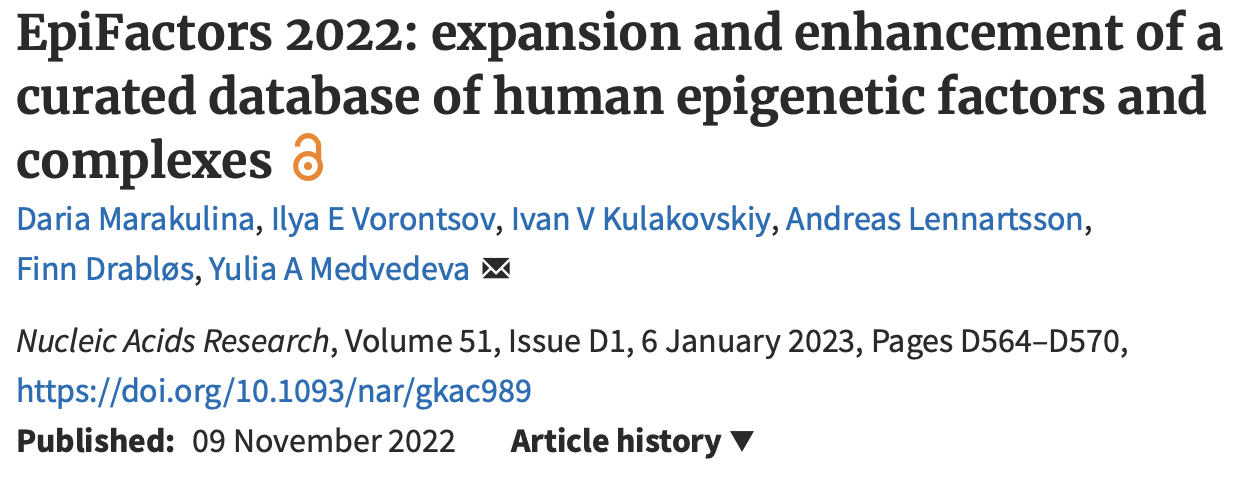 EpiFactors 2022: expansion and enhancement of a
curated database of human epigenetic factors and
complexes
Daria Marakulina, Ilya E Vorontsov, Ivan V Kulakovskiy, Andreas Lennartsson,
Finn Drabløs, Yulia A Medvedeva
Nucleic Acids Research, Volume 51, Issue D1, 6 January 2023, Pages D564–D570,
https://doi.org/10.1093/nar/gkac989
Published: 09 November 2022 Article history ▼